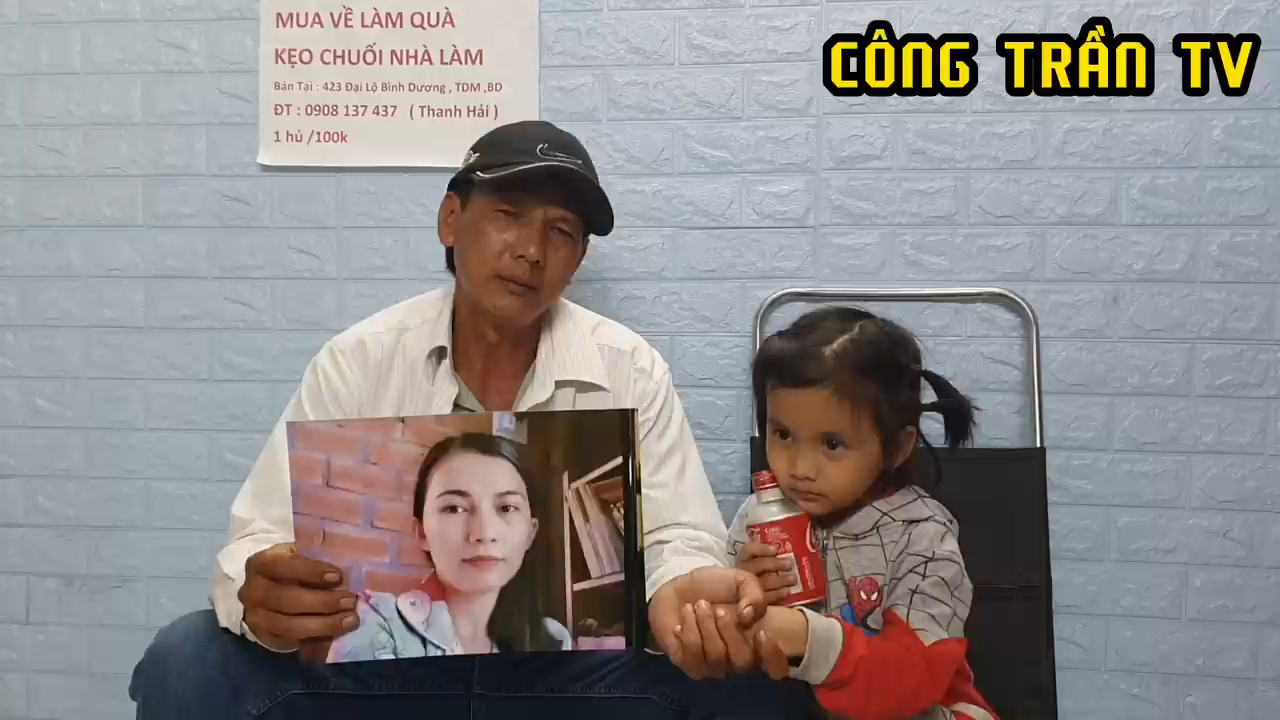 MUA VỀ LÀM QUÀ
KẸO CHUỐI NHÀ LÀM
Bán Tại : 423 Đại Lộ Bình Dương , TDM ,BD
ĐT : 0908 137 437 ( Thanh Hải )
1 hủ /100k
CÔNG TRẦN TV